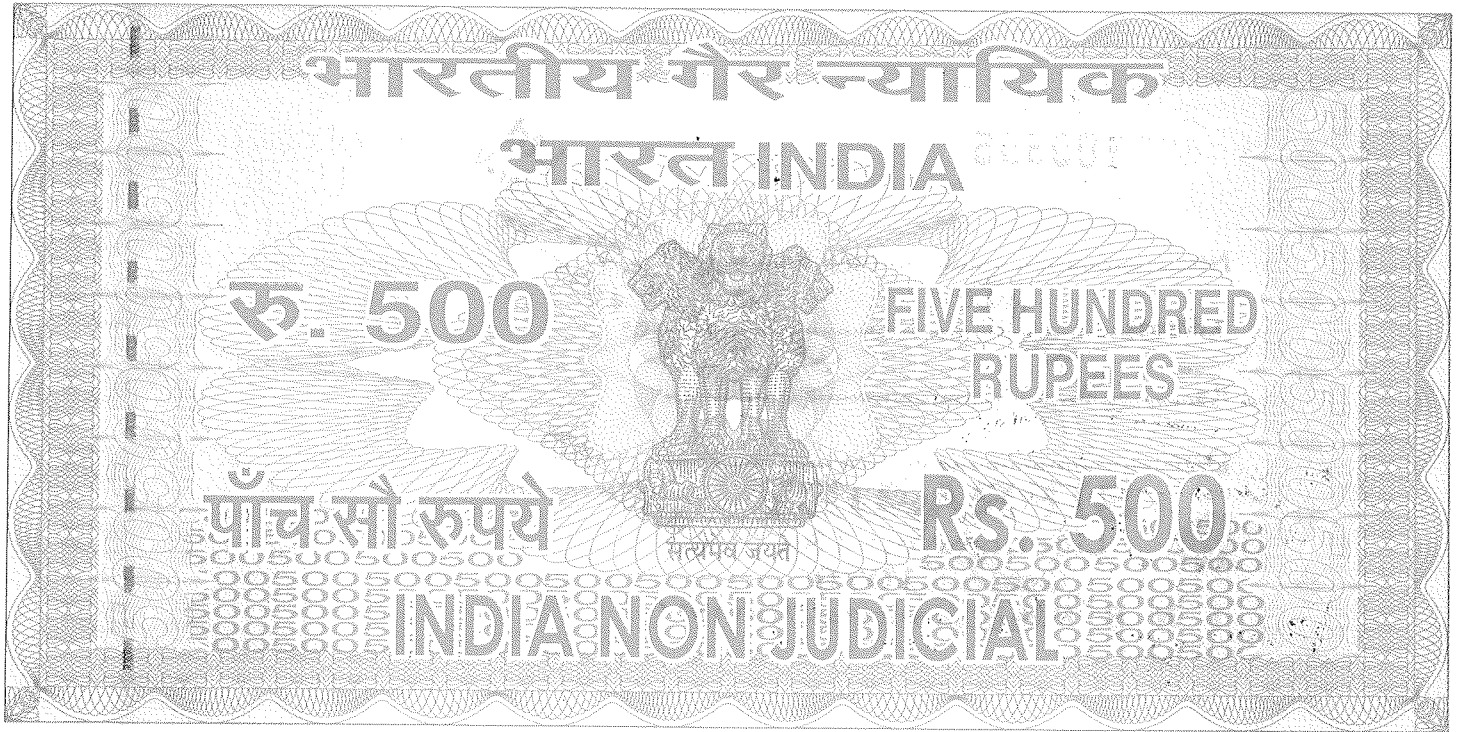 भारतीय गैर न्यायिक
भारत INDIA
रु. 500
FIVE HUNDRED
RUPEES
पाँच सौ रुपये
Rs. 500
सत्यमेव जयते
INDIA NON JUDICIAL